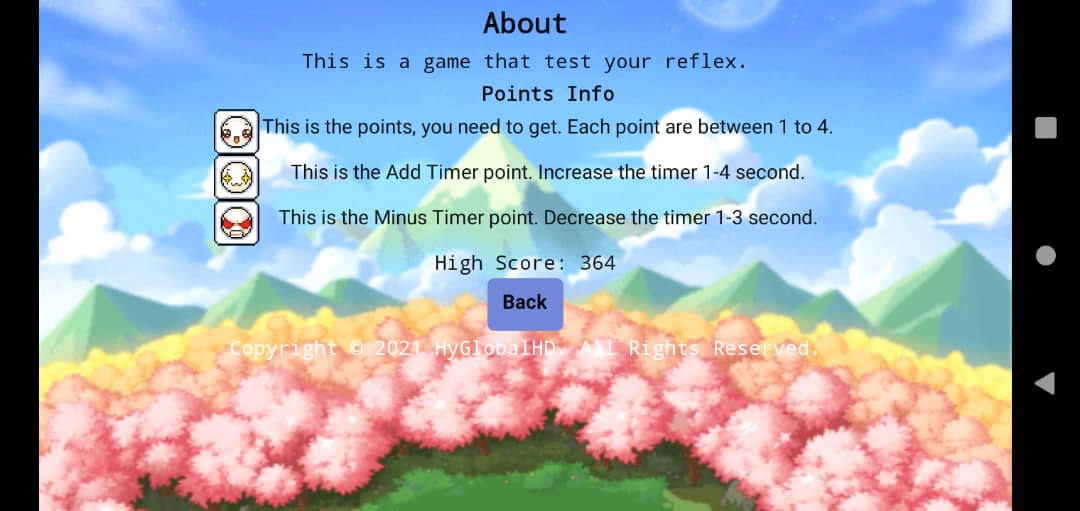 About
This is a game that test your reflex.
Points Info
This is the points, you need to get. Each point are between 1 to 4.
This is the Add Timer point. Increase the timer 1-4 second.
This is the Minus Timer point. Decrease the timer 1-3 second.
High Score: 364
Back
Copyright © 2021 HyGlobalHD. All Rights Reserved.